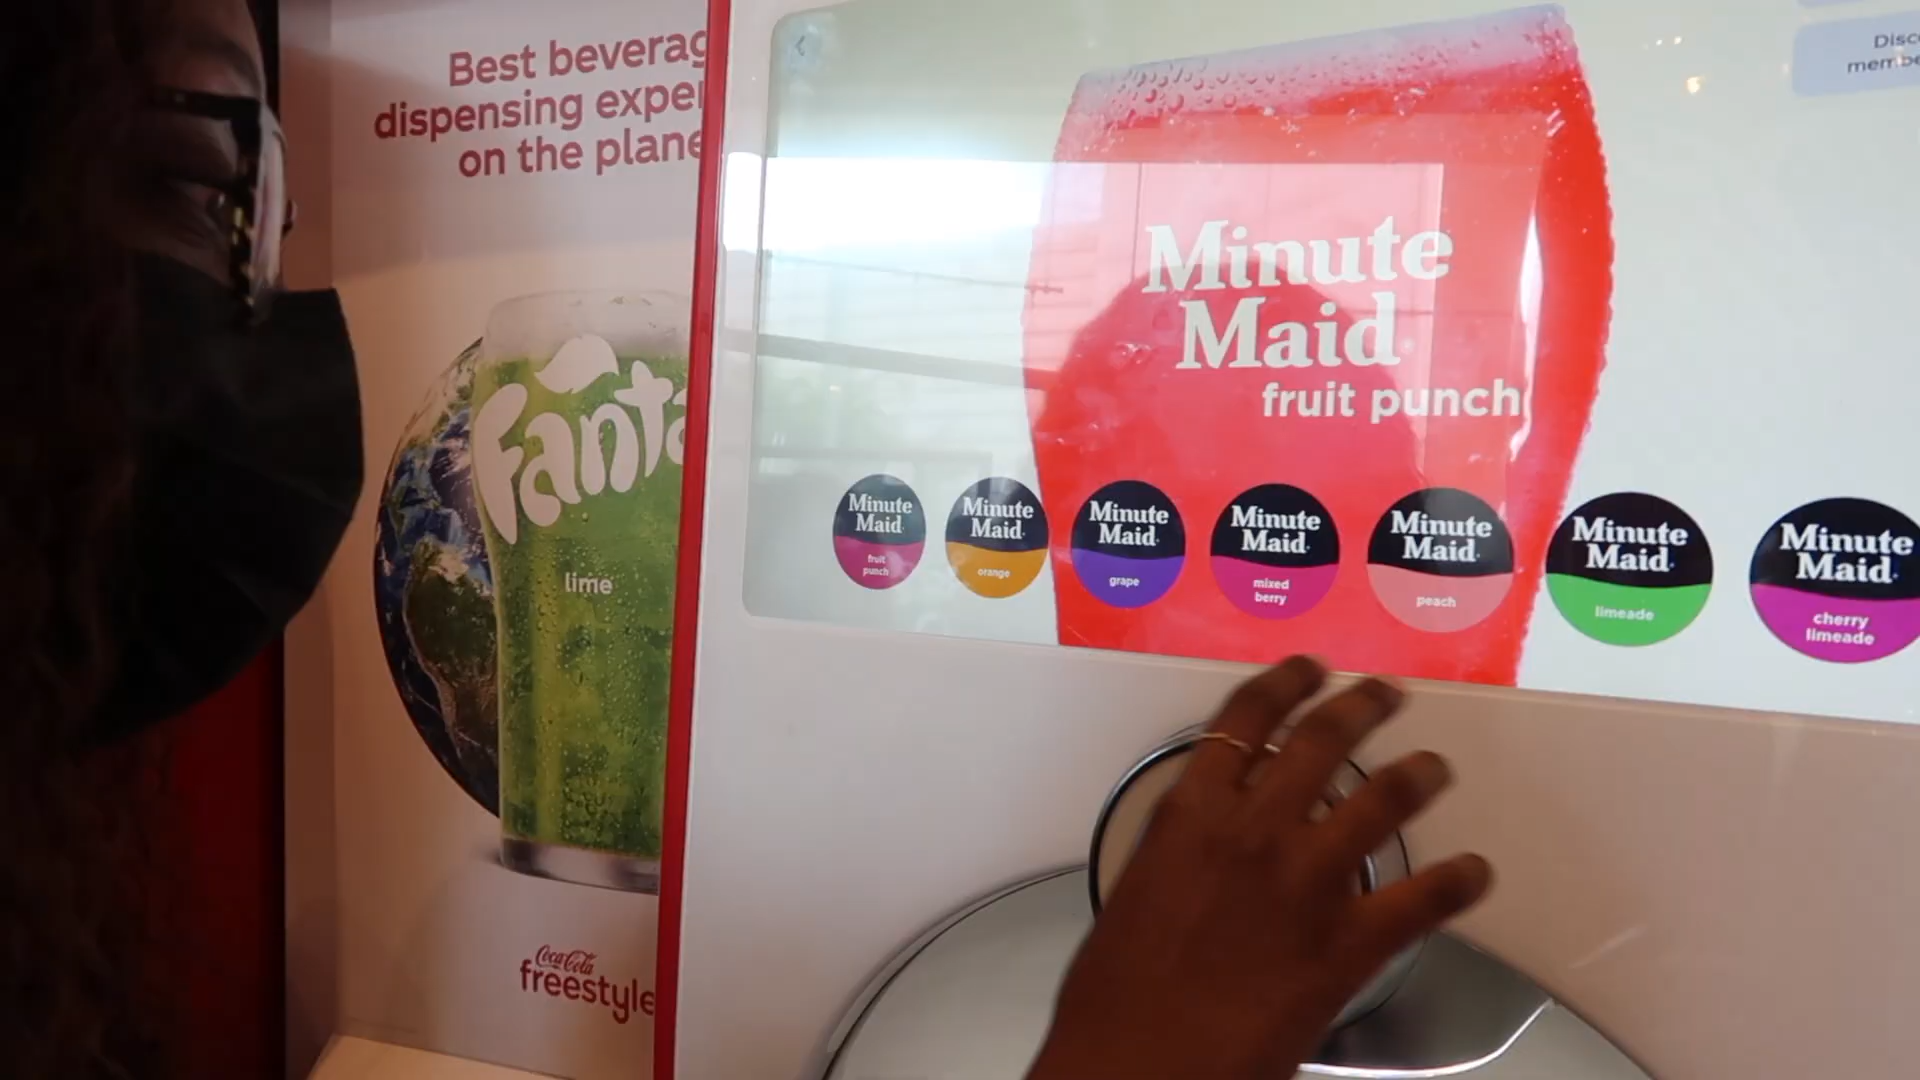 Best beverag
dispensing exper
on the plane
Fanta
lime
Coca-Cola
freestyle
Disc
membe
Minute
Maid
fruit punch
Minute
Maid
fruit
punch
Minute
Maid
orange
Minute
Maid
grape
Minute
Maid
mixed
berry
Minute
Maid
peach
Minute
Maid
limeade
Minute
Maid
cherry
limeade